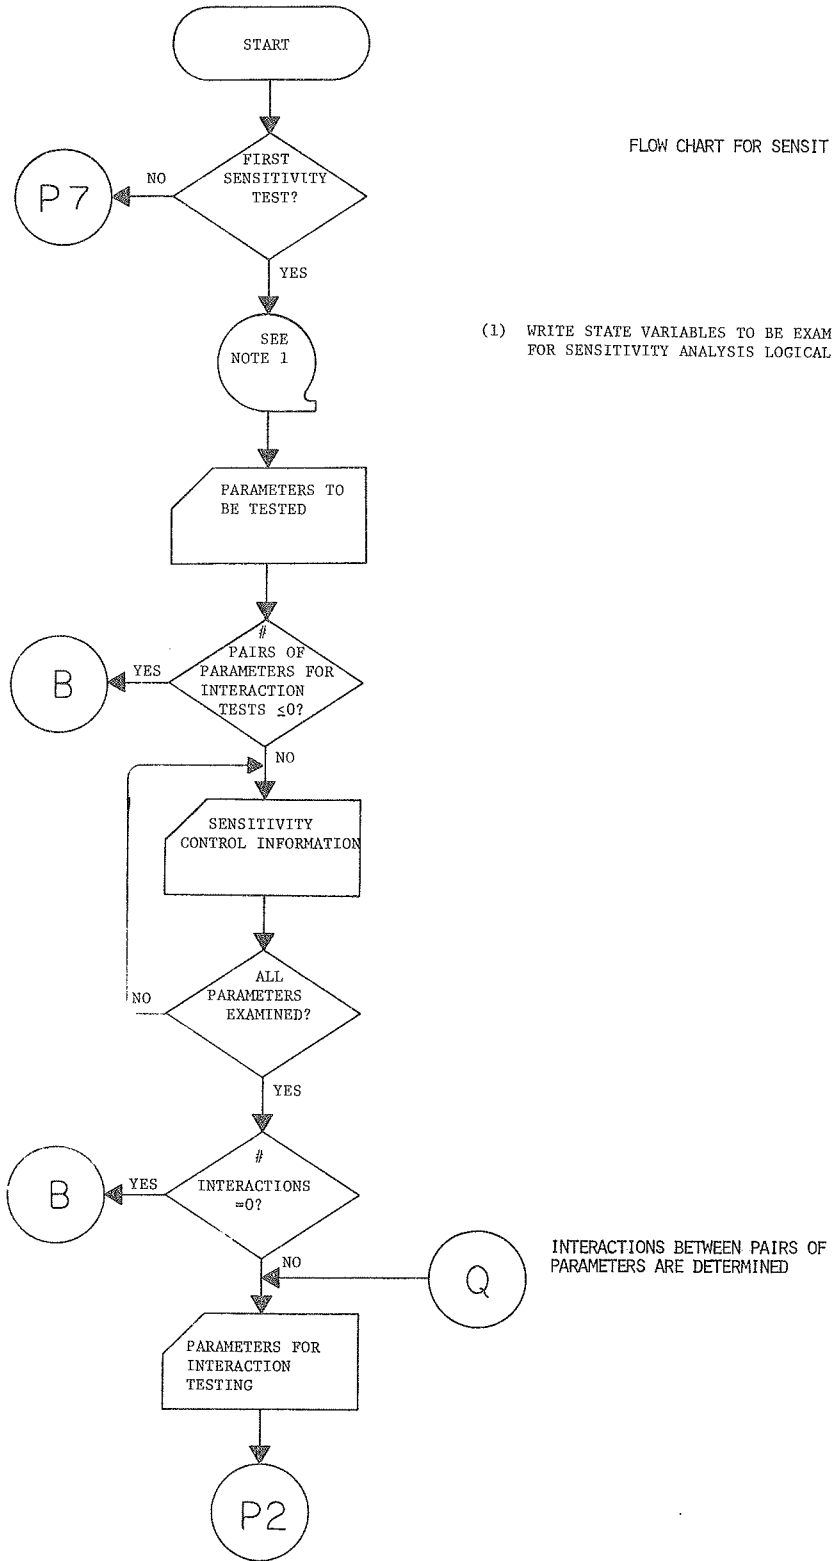 START
FLOW CHART FOR SENSIT
FIRST
SENSITIVITY
TEST?
NO
P7
YES
SEE
NOTE 1
(1) WRITE STATE VARIABLES TO BE EXAM
FOR SENSITIVITY ANALYSIS LOGICAL
PARAMETERS TO
BE TESTED
#
PAIRS OF
PARAMETERS FOR
INTERACTION
TESTS ≤0?
YES
B
NO
SENSITIVITY
CONTROL INFORMATION
ALL
PARAMETERS
EXAMINED?
NO
YES
#
INTERACTIONS
=0?
YES
B
NO
Q
INTERACTIONS BETWEEN PAIRS OF
PARAMETERS ARE DETERMINED
PARAMETERS FOR
INTERACTION
TESTING
P2